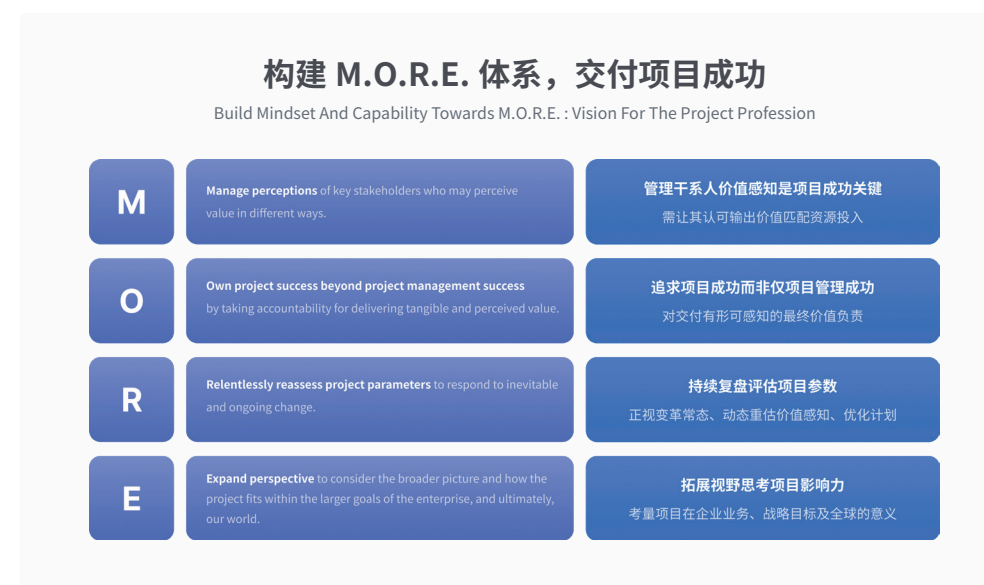 构建 M.O.R.E. 体系，交付项目成功
Build Mindset And Capability Towards M.O.R.E. : Vision For The Project Profession
M
Manage perceptions of key stakeholders who may perceive
value in different ways.
管理干系人价值感知是项目成功关键
需让其认可输出价值匹配资源投入
O
Own project success beyond project management success
by taking accountability for delivering tangible and perceived value.
追求项目成功而非仅项目管理成功
对交付有形可感知的最终价值负责
R
Relentlessly reassess project parameters to respond to inevitable
and ongoing change.
持续复盘评估项目参数
正视变革常态、动态重估价值感知、优化计划
E
Expand perspective to consider the broader picture and how the
project fits within the larger goals of the enterprise, and ultimately,
our world.
拓展视野思考项目影响力
考量项目在企业业务、战略目标及全球的意义